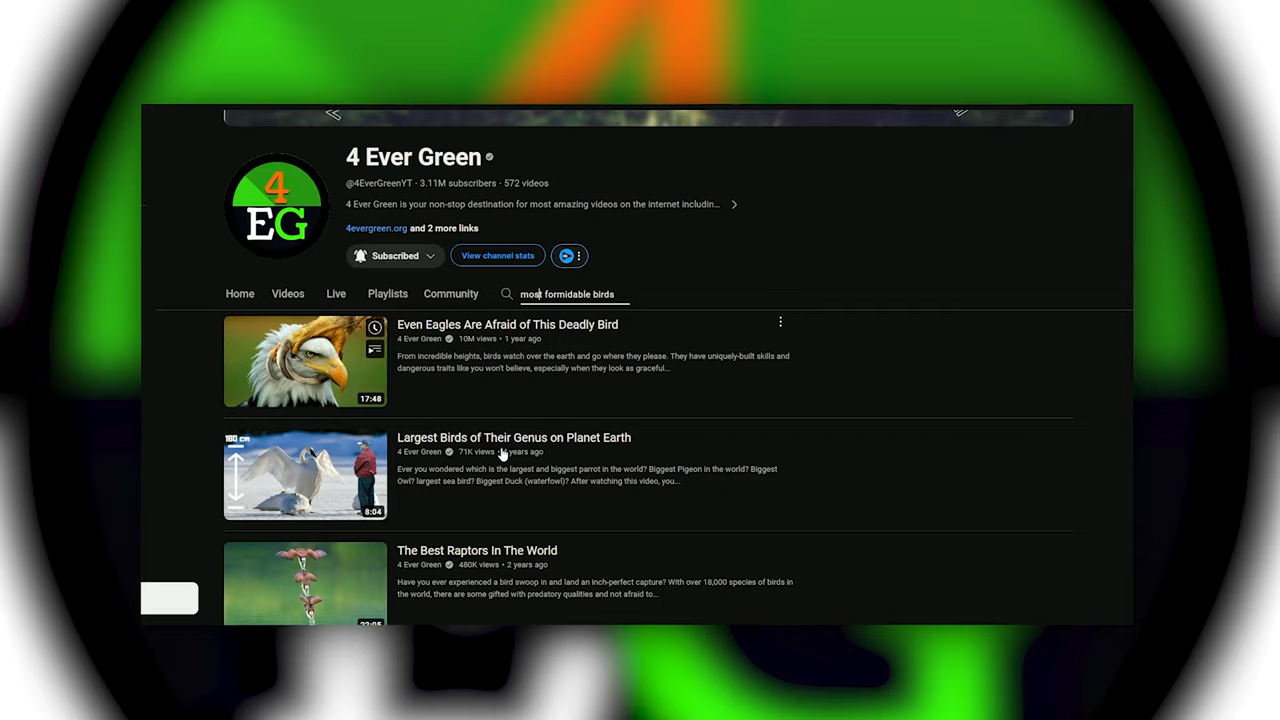 4 Ever Green
@4EverGreenYT · 3.11M subscribers · 572 videos
4 Ever Green is your non-stop destination for most amazing videos on the internet includin...
4evergreen.org and 2 more links
Subscribed
View channel stats
4
EG
Home
Videos
Live
Playlists
Community
most formidable birds
Even Eagles Are Afraid of This Deadly Bird
4 Ever Green 10M views • 1 year ago
From incredible heights, birds watch over the earth and go where they please. They have uniquely-built skills and
dangerous traits like you won't believe, especially when they look as graceful...
17:48
180 CM
Largest Birds of Their Genus on Planet Earth
4 Ever Green 71K views • years ago
Ever you wondered which is the largest and biggest parrot in the world? Biggest Pigeon in the world? Biggest
Owl? largest sea bird? Biggest Duck (waterfowl)? After watching this video, you...
8:04
The Best Raptors In The World
4 Ever Green 480K views • 2 years ago
Have you ever experienced a bird swoop in and land an inch-perfect capture? With over 18,000 species of birds in
the world, there are some gifted with predatory qualities and not afraid to...